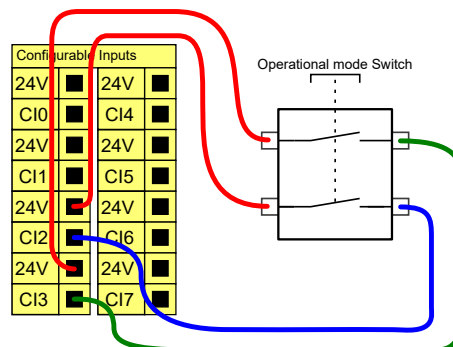 Configurable Inputs
Operational mode Switch
24V 24V
CI0 CI4
24V 24V
CI1 CI5
24V 24V
CI2 CI6
24V 24V
CI3 CI7